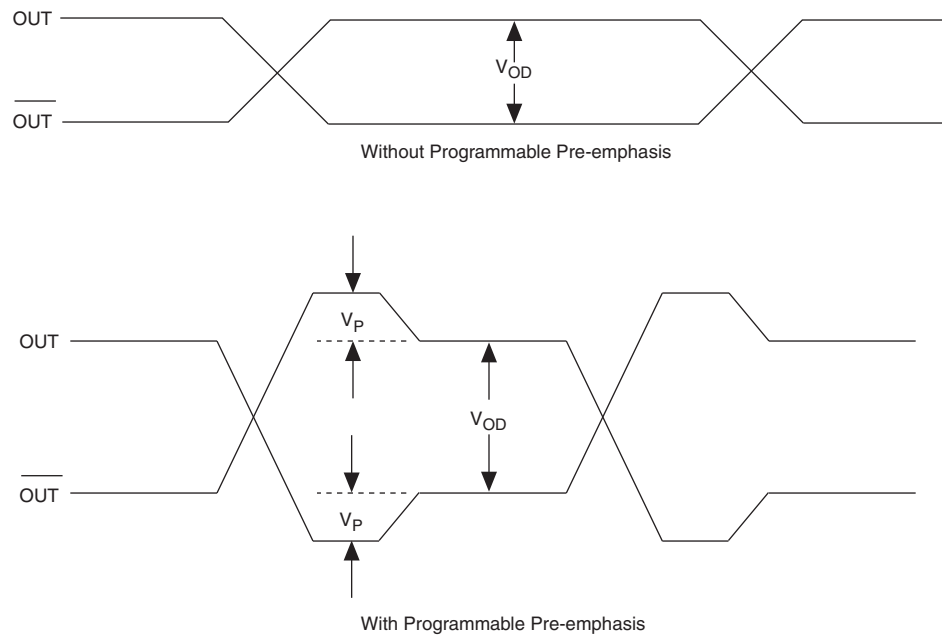 OUT
V_OD
OUT
Without Programmable Pre-emphasis
V_P
OUT
V_OD
OUT
V_P
With Programmable Pre-emphasis